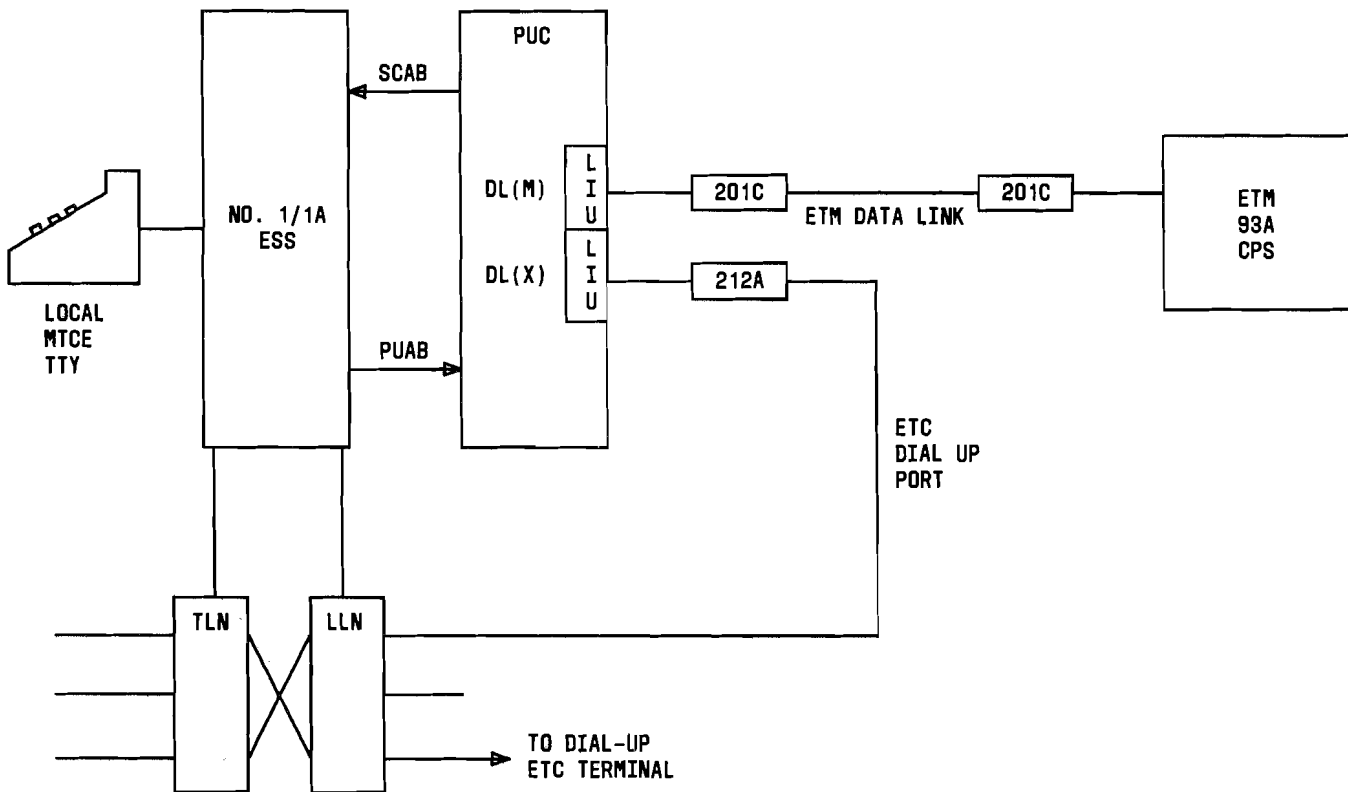 PUC
SCAB
NO. 1/1A
ESS
LOCAL
MTCE
TTY
PUAB
DL(M)
L
I
U
DL(X)
L
I
U
201C
ETM DATA LINK
201C
212A
ETM
93A
CPS
ETC
DIAL UP
PORT
TLN
LLN
TO DIAL-UP
ETC TERMINAL